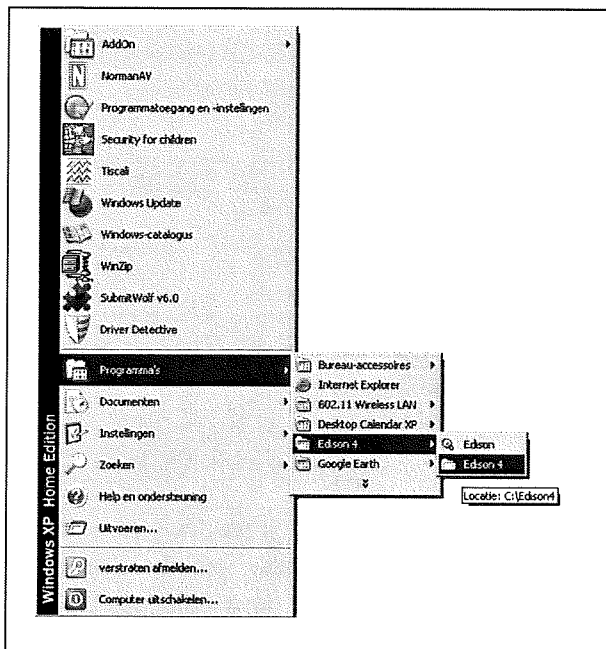 AddOn
NormanAV
Programmatoegang en -instellingen
Security for children
Tiscali
Windows Update
Windows-catalogus
WinZip
SubmitWolf v6.0
Driver Detective
Programma's
Documenten
Instellingen
Zoeken
Help en ondersteuning
Uitvoeren...
verstraten afmelden...
Computer uitschakelen...
Windows XP Home Edition
Bureau-accessoires
Internet Explorer
802.11 Wireless LAN
Desktop Calendar XP
Edison 4
Google Earth
Edison
Edison 4
Locatie: C:\Edison4